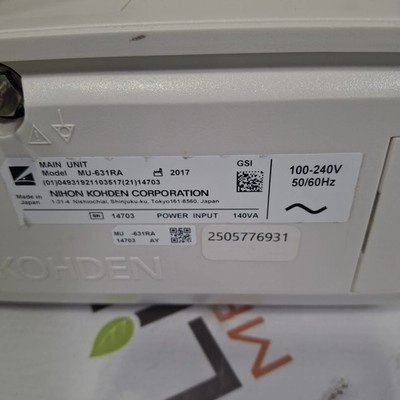 MAIN UNIT
Model MU-631RA 2017 GSI
(01)04931921103517(21)14703
Made in Japan
NIHON KOHDEN CORPORATION
1-31-4, Nishiochiai, Shinjuku-ku, Tokyo161-8560, Japan
SN 14703 POWER INPUT 140VA
100-240V
50/60Hz
MU -631RA
14703 AY
2505776931
KOHDEN